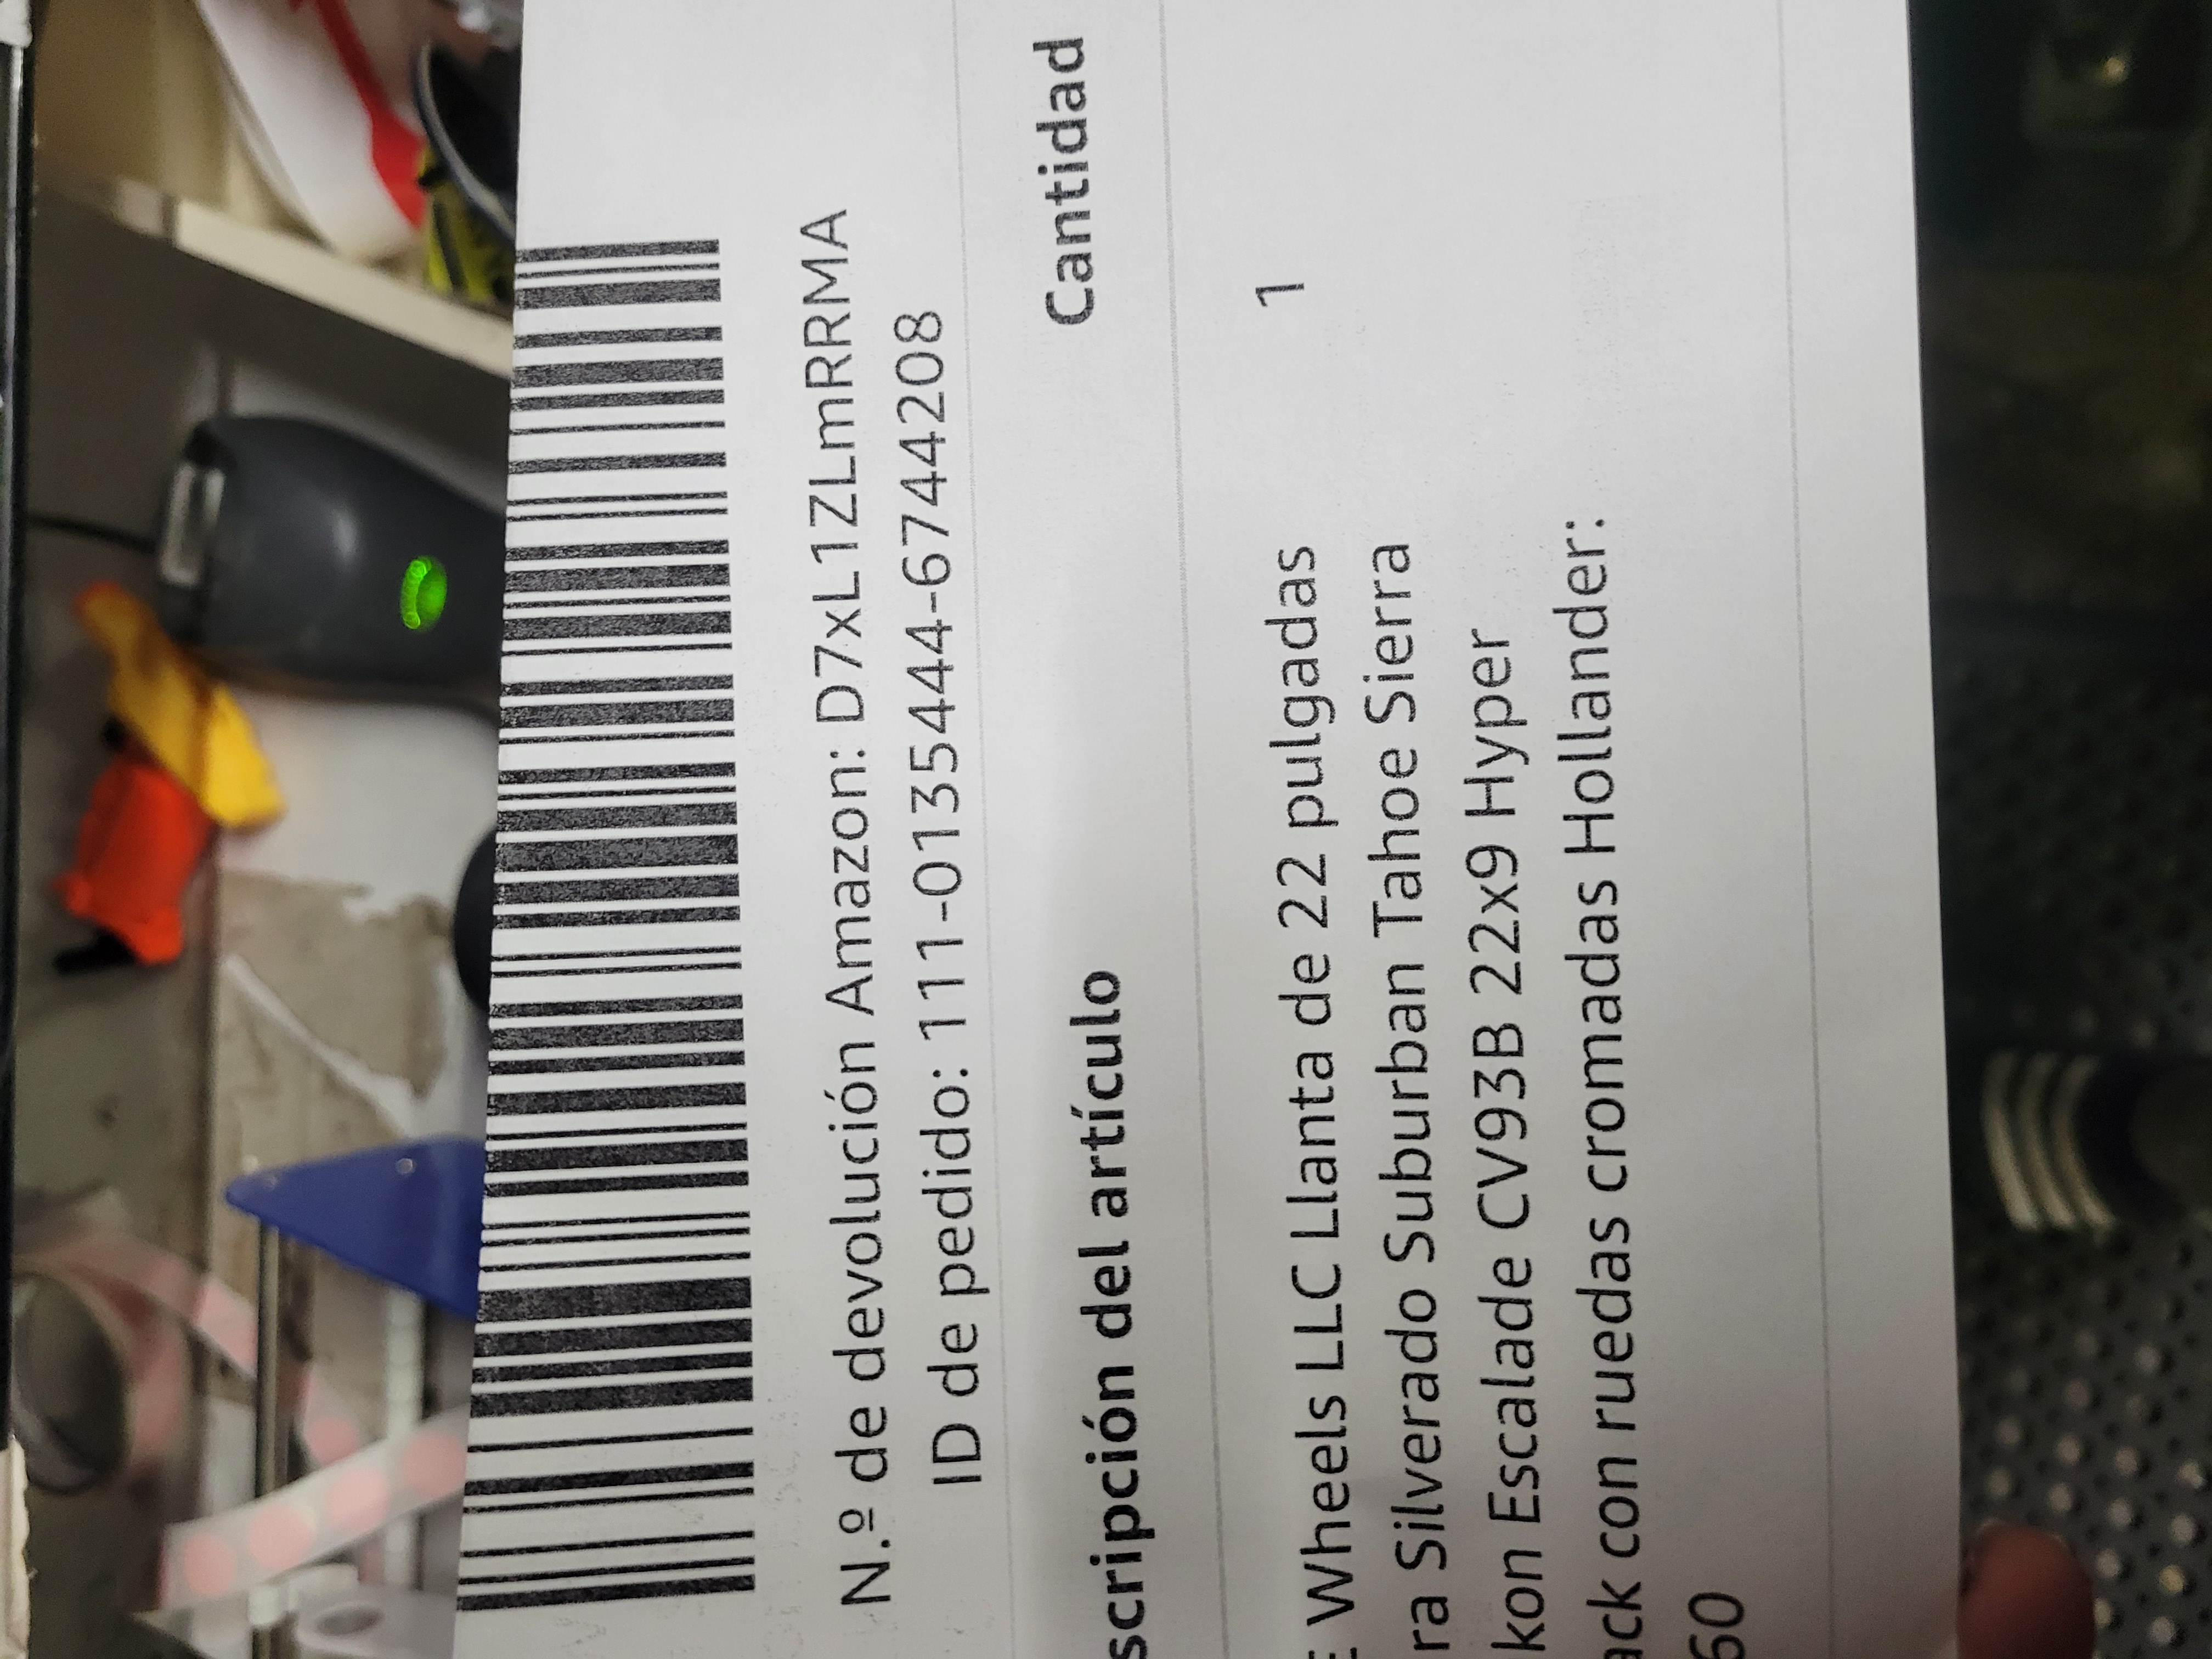 N.º de devolución Amazon: D7xL1ZLmRRMA
ID de pedido: 111-0135444-6744208
scripción del artículo Cantidad
Wheels LLC Llanta de 22 pulgadas 1
ra Silverado Suburban Tahoe Sierra
kon Escalade CV93B 22x9 Hyper
ack con ruedas cromadas Hollander:
60